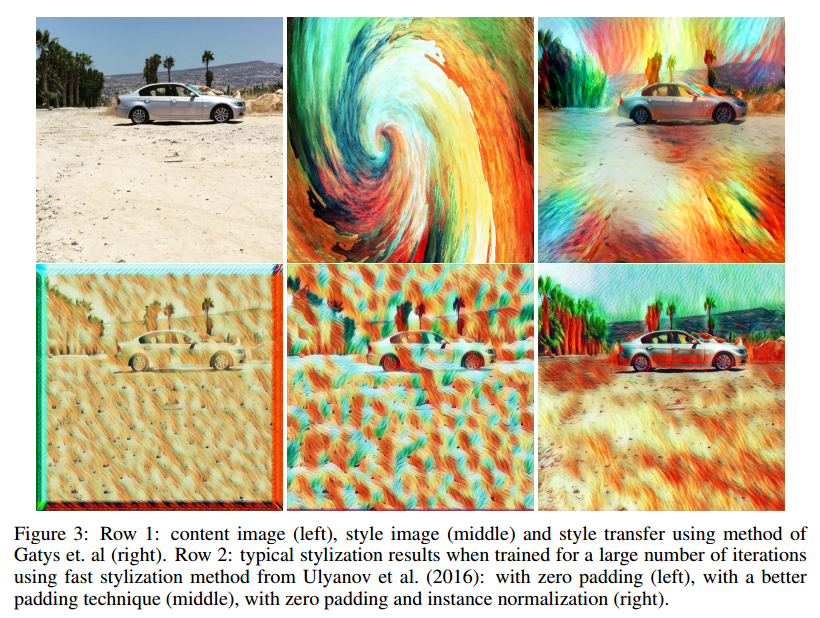 Figure 3: Row 1: content image (left), style image (middle) and style transfer using method of
Gatys et. al (right). Row 2: typical stylization results when trained for a large number of iterations
using fast stylization method from Ulyanov et al. (2016): with zero padding (left), with a better
padding technique (middle), with zero padding and instance normalization (right).